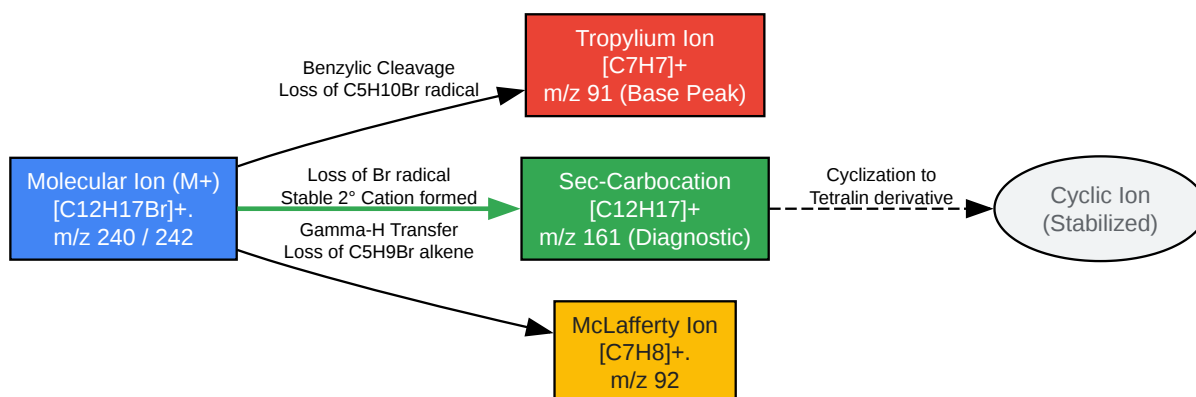 Tropylium Ion
[C7H7]+
m/z 91 (Base Peak)
Benzylic Cleavage
Loss of C5H10Br radical
Molecular Ion (M+)
[C12H17Br]+.
m/z 240 / 242
Loss of Br radical
Stable 2° Cation formed
Sec-Carbocation
[C12H17]+
m/z 161 (Diagnostic)
Cyclization to
Tetralin derivative
Cyclic Ion
(Stabilized)
Gamma-H Transfer
Loss of C5H9Br alkene
McLafferty Ion
[C7H8]+.
m/z 92